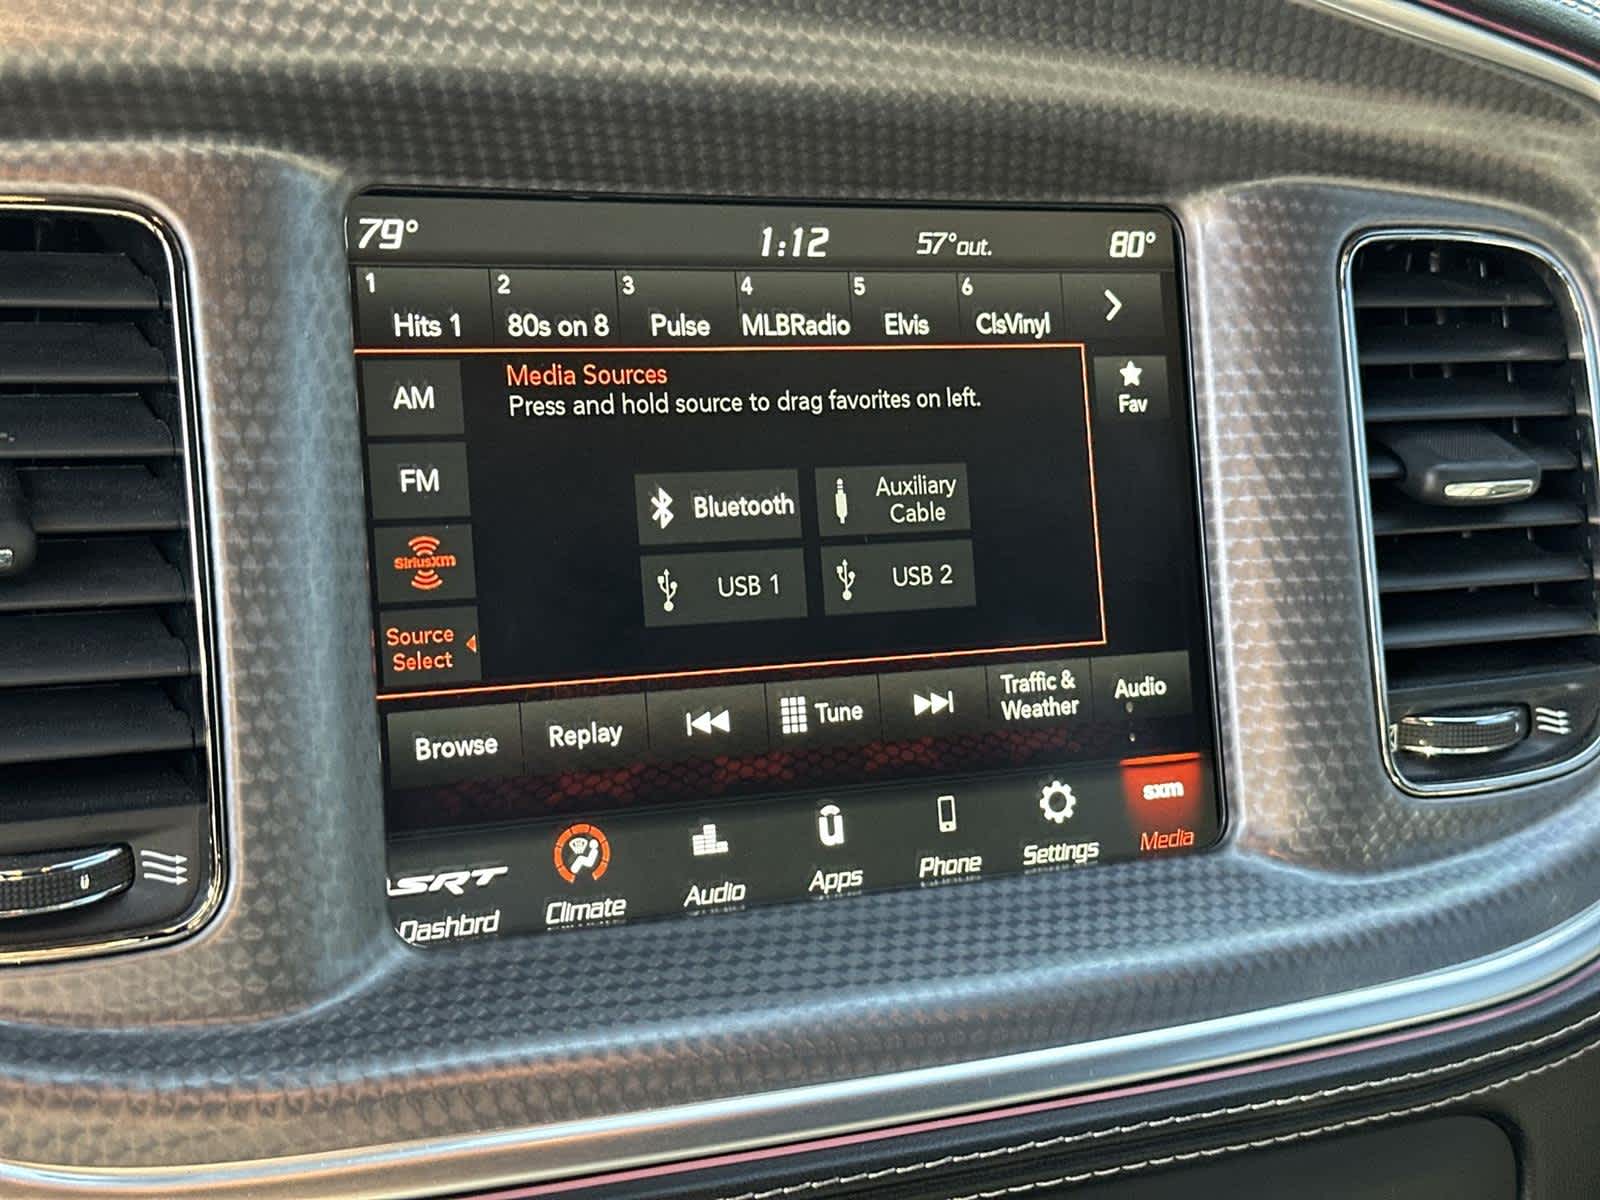 79° 1:12 57°out. 80°
1 2 3 4 5 6
Hits 1 80s on 8 Pulse MLBRadio Elvis ClsVinyl
AM
FM
SiriusXm
Source
Select
Media Sources
Press and hold source to drag favorites on left.
Bluetooth
Auxiliary
Cable
USB 1
USB 2
Fav
Browse
Replay
Tune
Traffic &
Weather
Audio
SRT
Dashbrd
Climate
Audio
Apps
Phone
Settings
sxm
Media